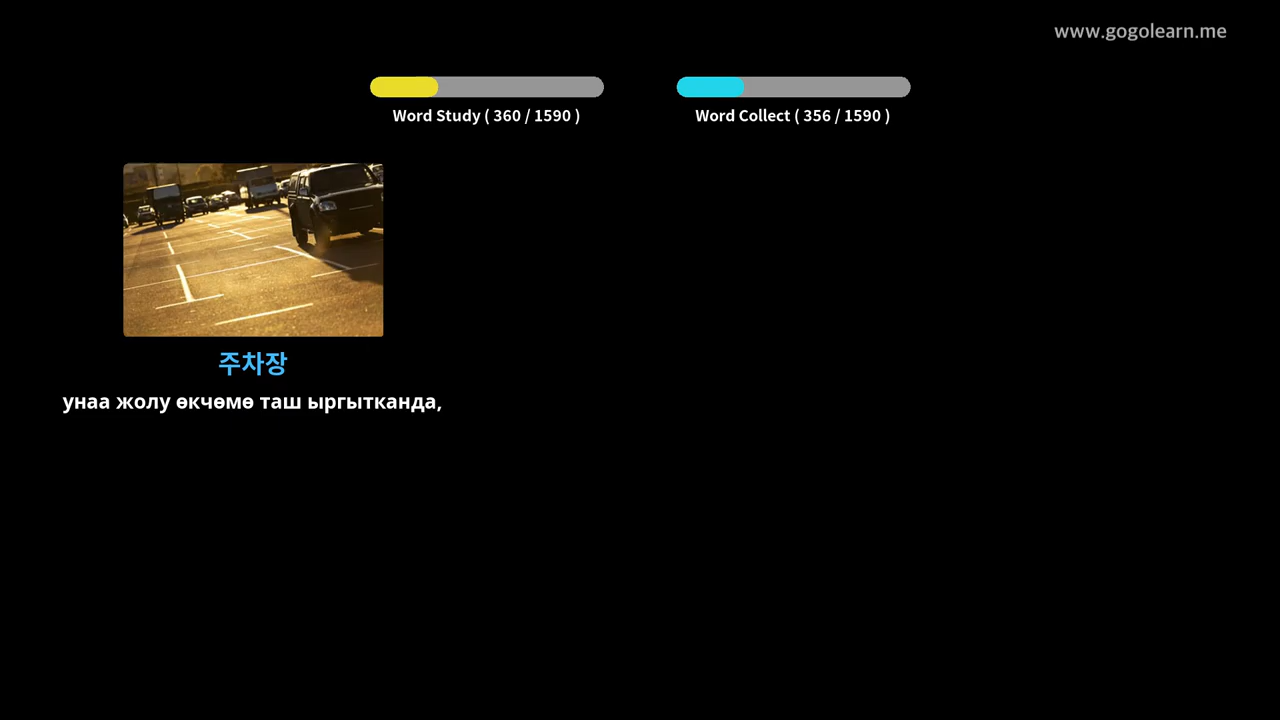 www.gogolearn.me
Word Study ( 360 / 1590 )
Word Collect ( 356 / 1590 )
주차장
унаа жолу өкчөмө таш ыргытканда,